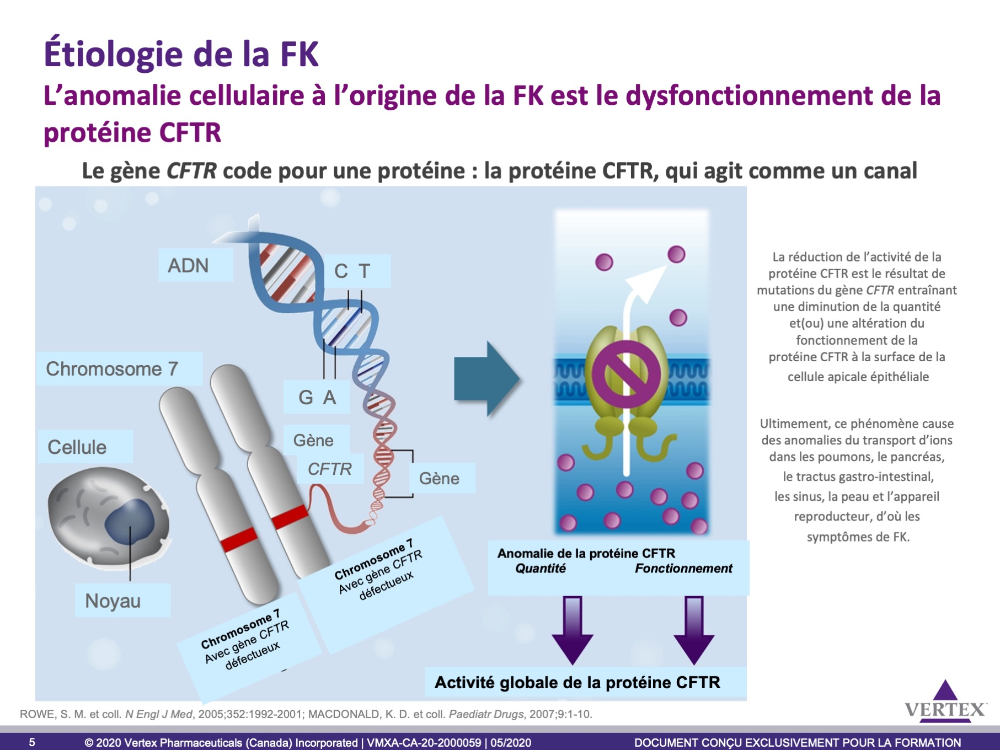 Étiologie de la FK
L’anomalie cellulaire à l’origine de la FK est le dysfonctionnement de la
protéine CFTR
Le gène CFTR code pour une protéine : la protéine CFTR, qui agit comme un canal
ADN
C T
Chromosome 7
G A
Cellule
Gène
CFTR
Gène
Noyau
Chromosome 7
Avec gène CFTR
défectueux
Chromosome 7
Avec gène CFTR
défectueux
Anomalie de la protéine CFTR
Quantité Fonctionnement
Activité globale de la protéine CFTR
La réduction de l’activité de la
protéine CFTR est le résultat de
mutations du gène CFTR entraînant
une diminution de la quantité
et(ou) une altération du
fonctionnement de la
protéine CFTR à la surface de la
cellule apicale épithéliale
Ultimement, ce phénomène cause
des anomalies du transport d’ions
dans les poumons, le pancréas,
le tractus gastro-intestinal,
les sinus, la peau et l’appareil
reproducteur, d’où les
symptômes de FK.
ROWE, S. M. et coll. N Engl J Med, 2005;352:1992-2001; MACDONALD, K. D. et coll. Paediatr Drugs, 2007;9:1-10.
VERTEX
5 © 2020 Vertex Pharmaceuticals (Canada) Incorporated | VMXA-CA-20-2000059 | 05/2020 DOCUMENT CONÇU EXCLUSIVEMENT POUR LA FORMATION